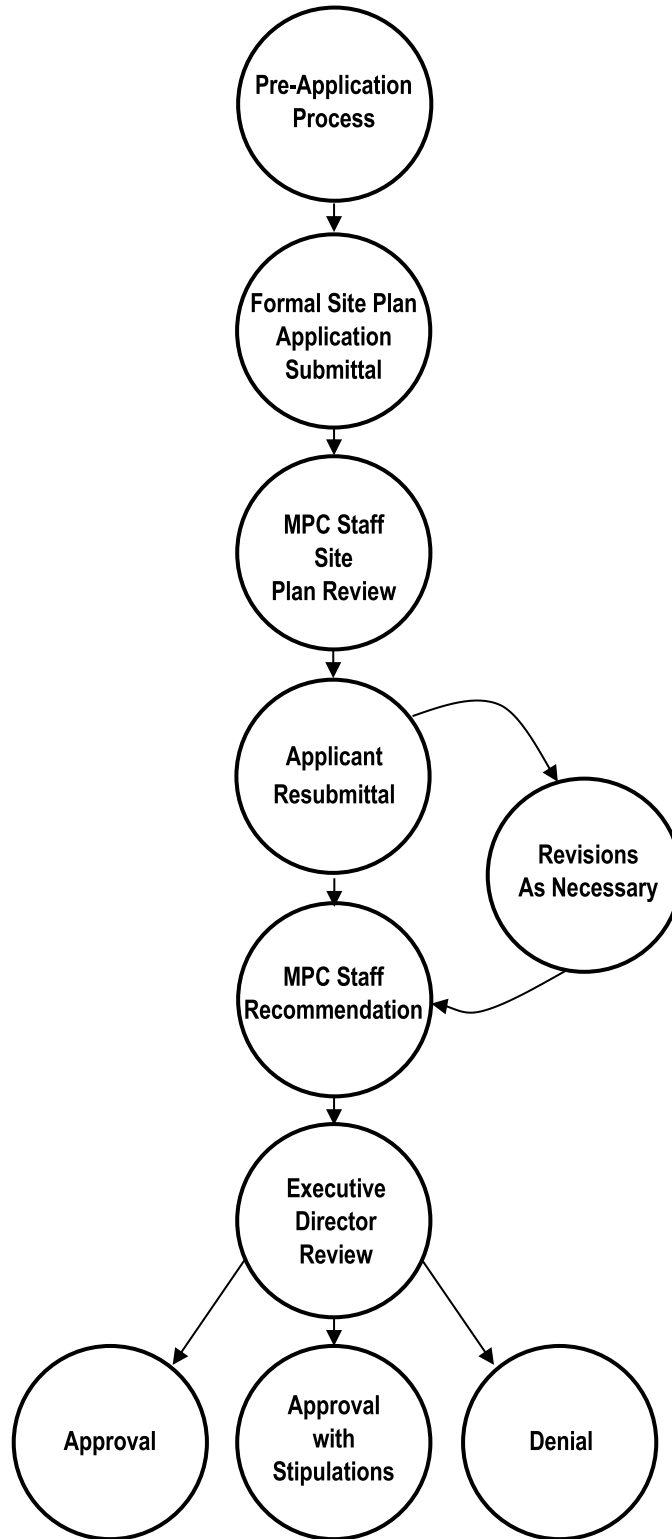 Pre-Application
Process
Formal Site Plan
Application
Submittal
MPC Staff
Site
Plan Review
Applicant
Resubmittal
Revisions
As Necessary
MPC Staff
Recommendation
Executive
Director
Review
Approval
Approval
with
Stipulations
Denial